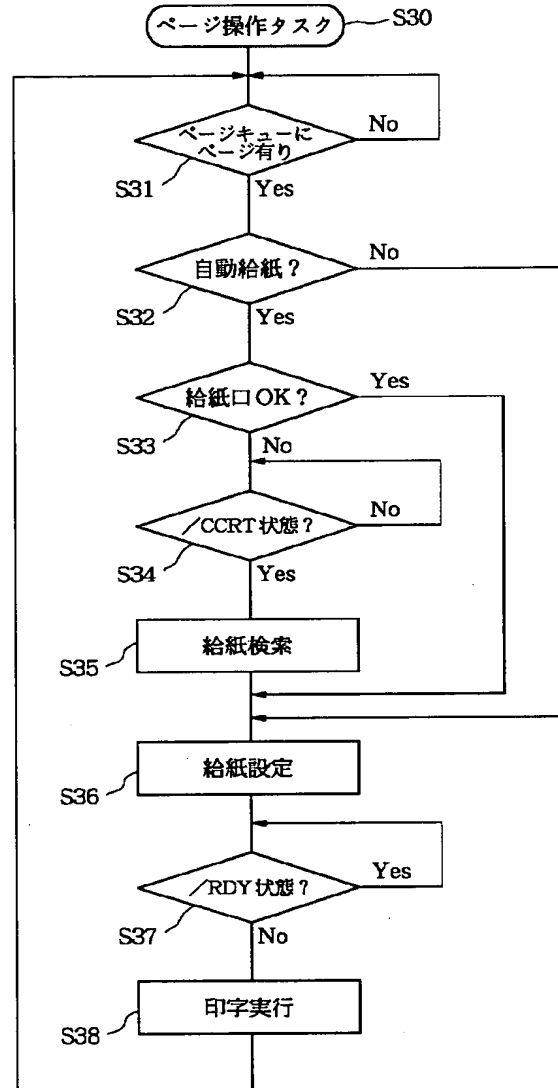 ページ操作タスク
S30
ページキューに
ページ有り
No
S31
Yes
自動給紙?
No
S32
Yes
給紙口OK?
Yes
S33
No
/CCRT状態?
No
S34
Yes
給紙検索
S35
給紙設定
S36
/RDY状態?
Yes
S37
No
印字実行
S38